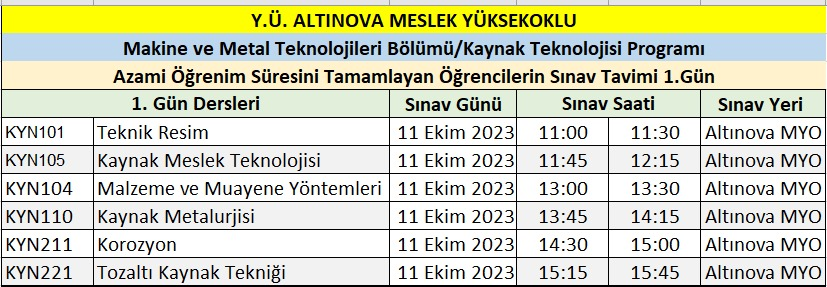 Y.Ü. ALTINOVA MESLEK YÜKSEKOKLU
Makine ve Metal Teknolojileri Bölümü/Kaynak Teknolojisi Programı
Azami Öğrenim Süresini Tamamlayan Öğrencilerin Sınav Tavimi 1.Gün
1. Gün Dersleri Sınav Günü Sınav Saati Sınav Yeri
KYN101 Teknik Resim 11 Ekim 2023 11:00 11:30 Altınova MYO
KYN105 Kaynak Meslek Teknolojisi 11 Ekim 2023 11:45 12:15 Altınova MYO
KYN104 Malzeme ve Muayene Yöntemleri 11 Ekim 2023 13:00 13:30 Altınova MYO
KYN110 Kaynak Metalurjisi 11 Ekim 2023 13:45 14:15 Altınova MYO
KYN211 Korozyon 11 Ekim 2023 14:30 15:00 Altınova MYO
KYN221 Tozaltı Kaynak Tekniği 11 Ekim 2023 15:15 15:45 Altınova MYO